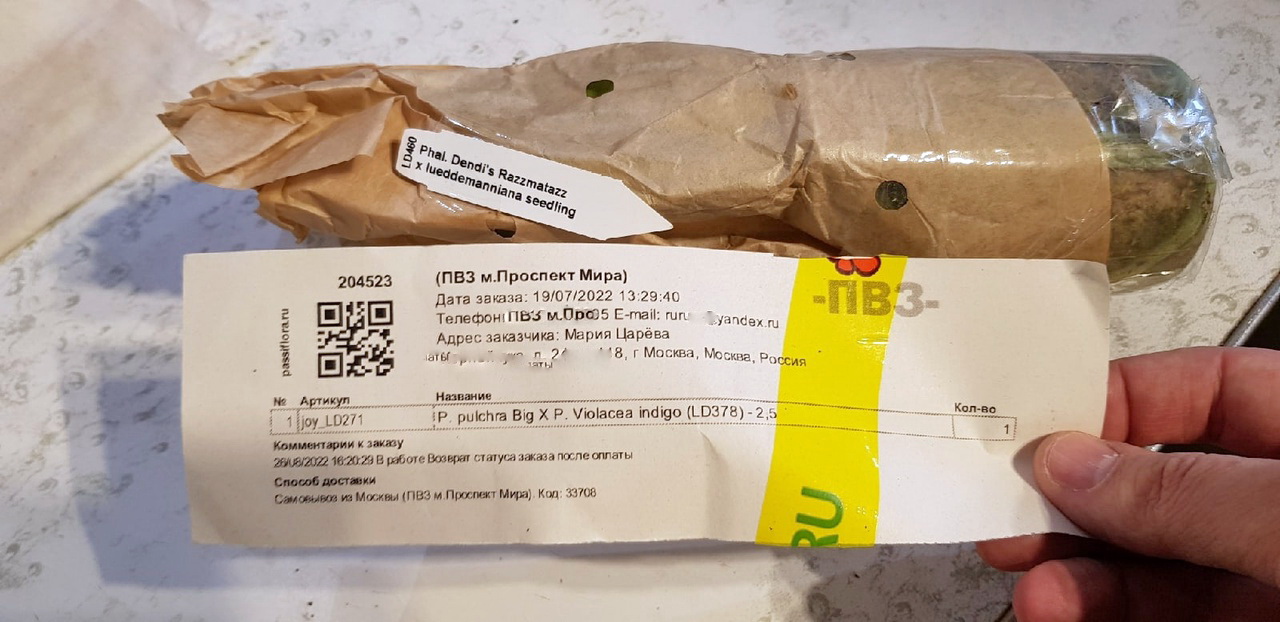 LD460
Phal. Dendi's Razzmatazz
x lueddemanniana seedling
204523
(ПВЗ м.Проспект Мира)
-ПВЗ-
passiflora.ru
Дата заказа: 19/07/2022 13:29:40
Телефон: ПВЗ м.Про 05 E-mail: ruru yandex.ru
Адрес заказчика: Мария Царёва
г Москва, Москва, Россия
№ Артикул Название Кол-во
1 joy_LD271 P. pulchra Big X P. Violacea indigo (LD378) - 2,5 1
Комментарии к заказу
26/08/2022 16:20:29 В работе Возврат статуса заказа после оплаты
Способ доставки
Самовывоз из Москвы (ПВЗ м.Проспект Мира). Код: 33708
RU